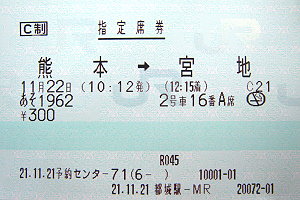 C制 指定席券
熊本 → 宮地
11月22日 (10:12発) (12:15着) C21
あそ1962 2号車16番A席
¥300
R045
21.11.21予約センター71(6- ) 10001-01
21.11.21 都城駅-MR 20072-01